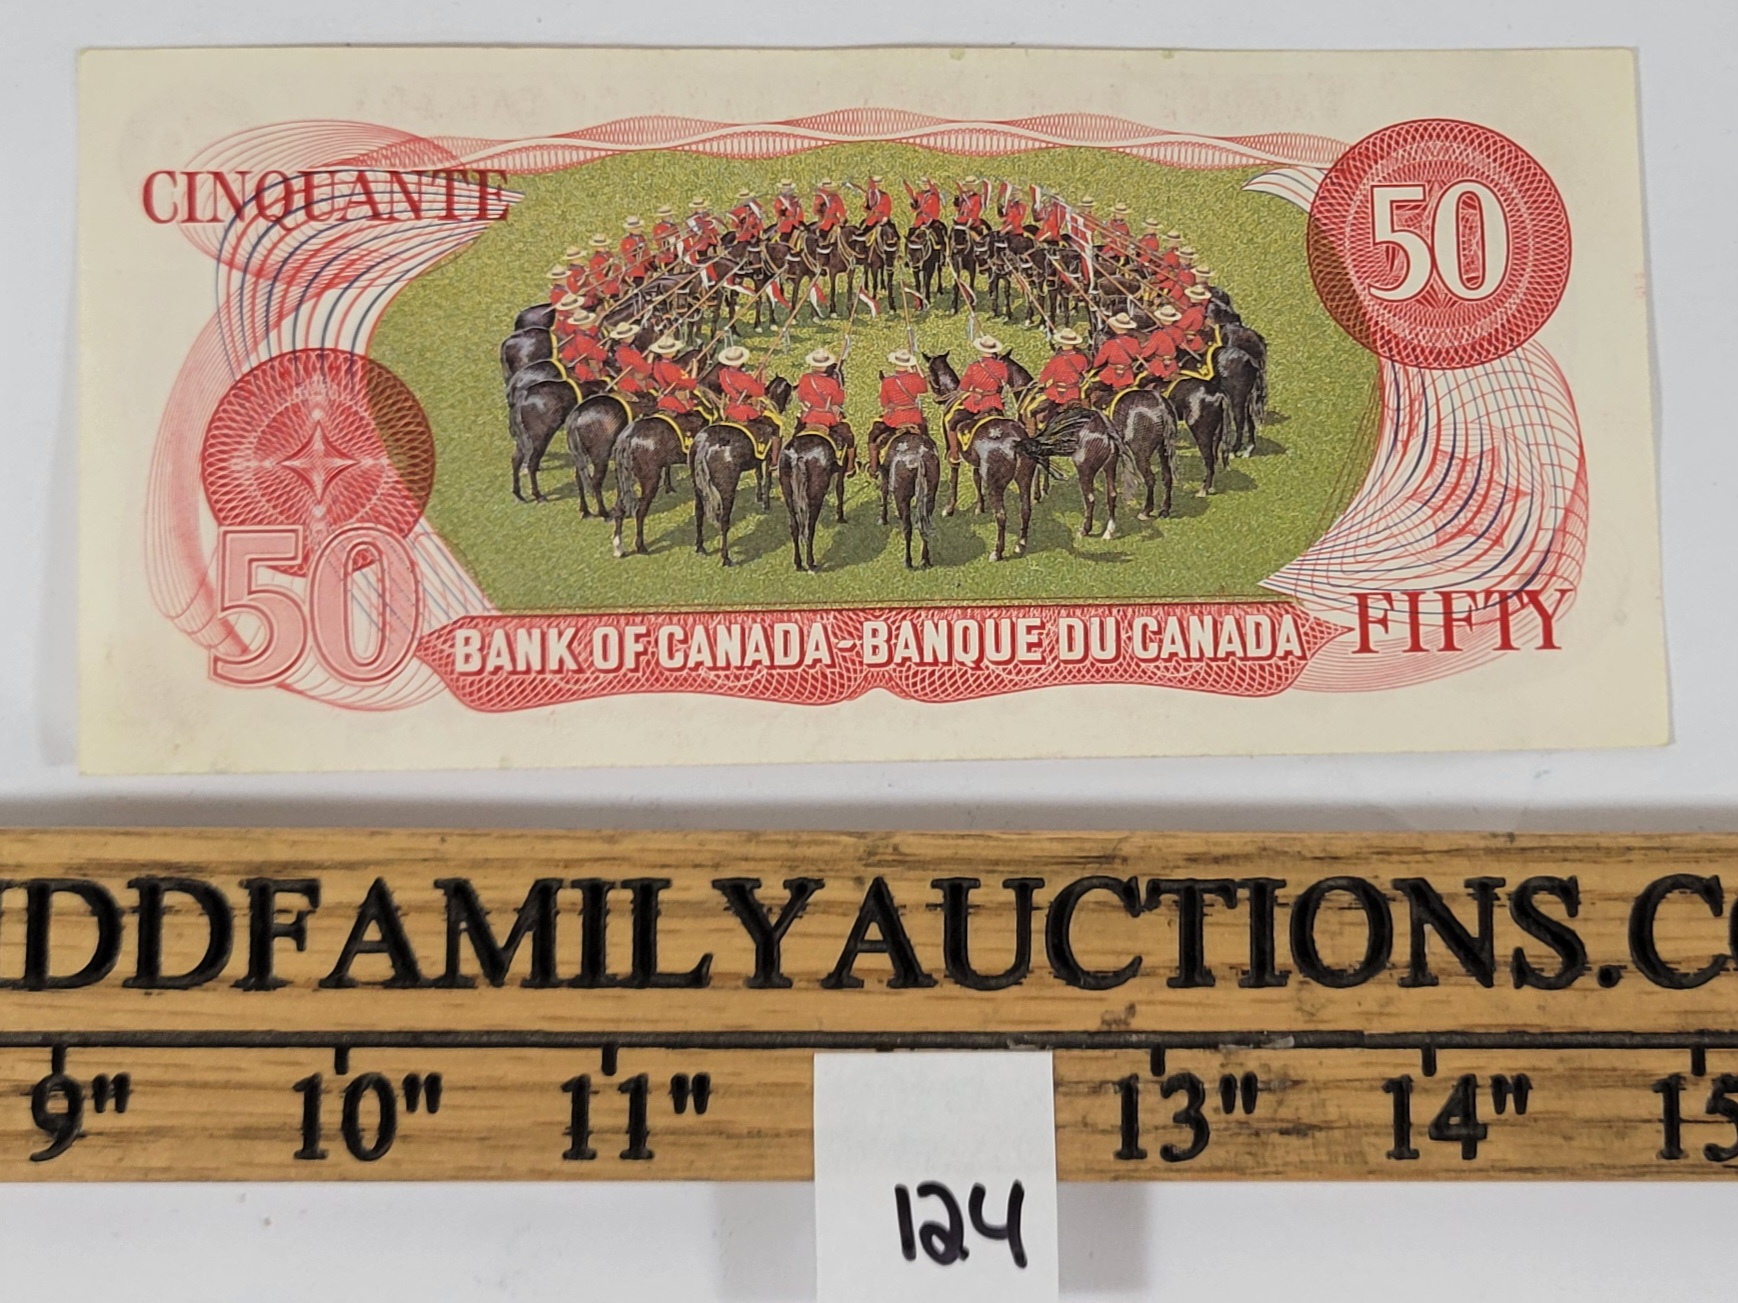 CINQUANTE
50
50
BANK OF CANADA - BANQUE DU CANADA
FIFTY
DDFAMILYAUCTIONS.C
9" 10" 11" 13" 14" 15
124